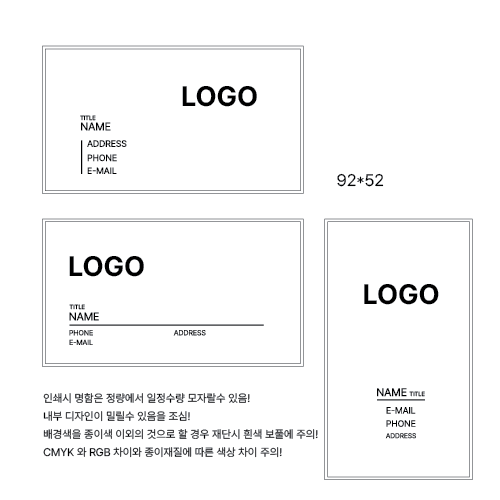 LOGO
TITLE
NAME
ADDRESS
PHONE
E-MAIL
92*52
LOGO
TITLE
NAME
PHONE
ADDRESS
E-MAIL
LOGO
NAME TITLE
E-MAIL
PHONE
ADDRESS
인쇄시 명함은 정량에서 일정수량 모자랄수 있음!
내부 디자인이 밀릴수 있음을 조심!
배경색을 종이색 이외의 것으로 할 경우 재단시 흰색 보풀에 주의!
CMYK 와 RGB 차이와 종이재질에 따른 색상 차이 주의!